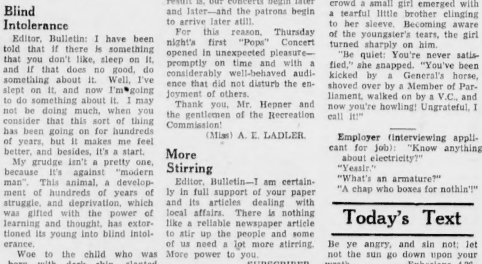 Blind
Intolerance
Editor, Bulletin: I have been
told that if there is something
that you don't like, sleep on it,
and if that does no good, do
something about it. Well, I've
slept on it, and now I'm going
to do something about it. I may
not be doing much, when you
consider that this sort of thing
has been going on for hundreds
of years, but it makes me feel
better, and besides, it's a start.
My grudge isn't a pretty one,
because it's against "modern
man". This animal, a develop-
ment of hundreds of years of
struggle, and deprivation, which
was gifted with the power of
learning and thought, has extor-
tioned its young into blind intol-
erance.
Woe to the child who was
born with dark skin, slanted
result is, our concerts begin later
and later—and the patrons begin
to arrive later still.
For this reason, Thursday
night's first "Pops" Concert
opened in unexpected pleasure—
promptly on time and with a
considerably well-behaved audi-
ence that did not disturb the en-
joyment of others.
Thank you, Mr. Hepner and
the gentlemen of the Recreation
Commission!
(Miss) A. E. LADLER.
More
Stirring
Editor, Bulletin—I am certain-
ly in full support of your paper
and its articles dealing with
local affairs. There is nothing
like a reliable newspaper article
to stir up the people and some
of us need a lot more stirring.
More power to you.
SUBSCRIBER.
crowd a small girl emerged with
a tearful little brother clinging
to her sleeve. Becoming aware
of the youngster's tears, the girl
turned sharply on him.
"Be quiet: You're never satis-
fied," she snapped. "You've been
kicked by a General's horse,
shoved over by a Member of Par-
liament, walked on by a V.C., and
now you're howling! Ungrateful, I
call it!"
Employer (interviewing appli-
cant for job): "Know anything
about electricity?"
"Yessir."
"What's an armature?"
"A chap who boxes for nothin'!"
Today's Text
Be ye angry, and sin not; let
not the sun go down upon your